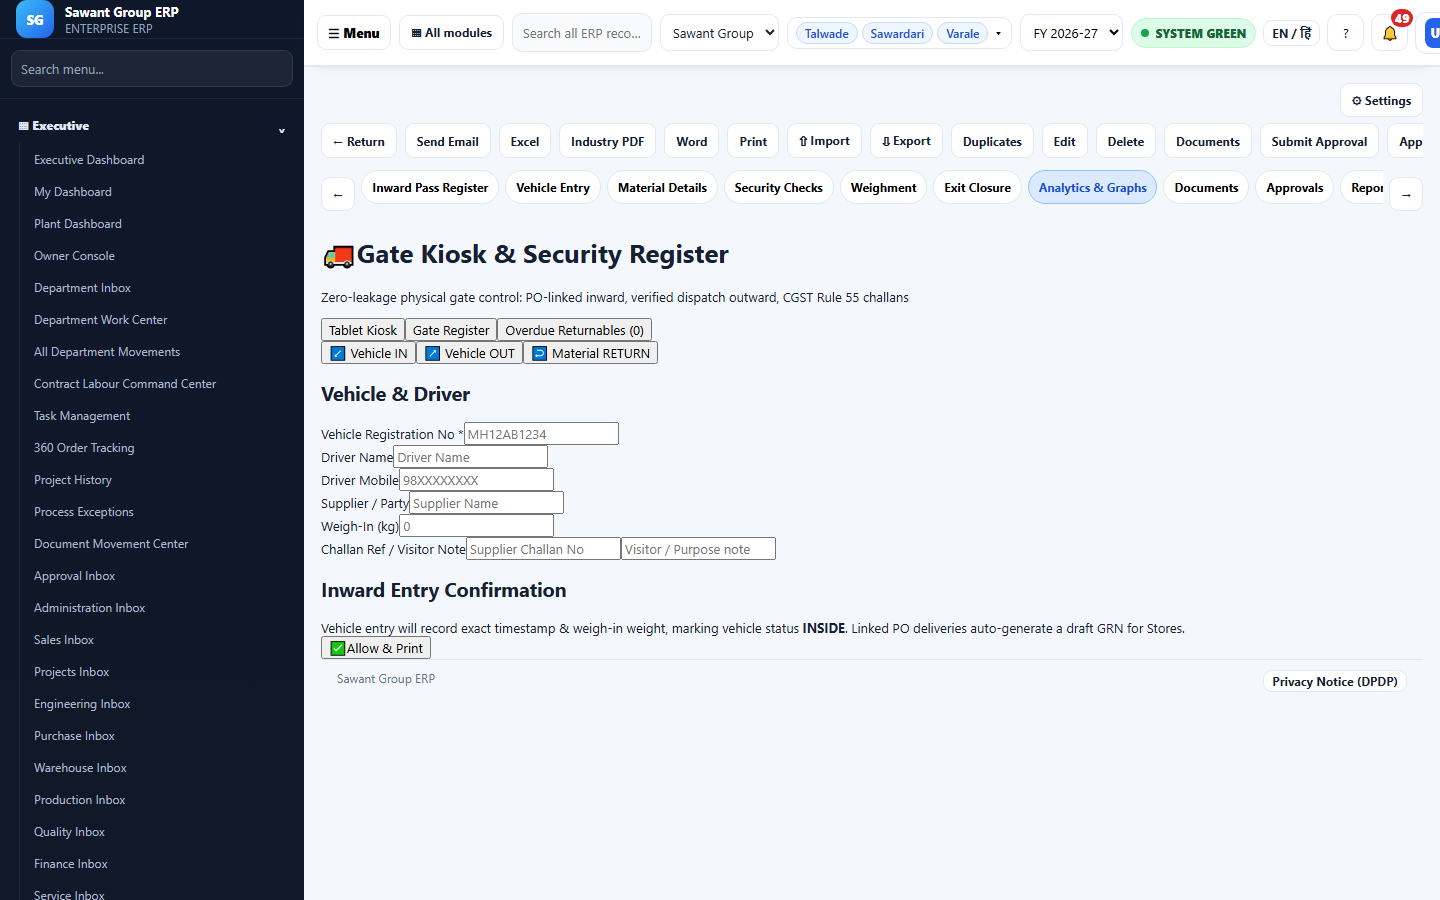 SG
Sawant Group ERP
ENTERPRISE ERP
Search menu...
Executive
Executive Dashboard
My Dashboard
Plant Dashboard
Owner Console
Department Inbox
Department Work Center
All Department Movements
Contract Labour Command Center
Task Management
360 Order Tracking
Project History
Process Exceptions
Document Movement Center
Approval Inbox
Administration Inbox
Sales Inbox
Projects Inbox
Engineering Inbox
Purchase Inbox
Warehouse Inbox
Production Inbox
Quality Inbox
Finance Inbox
Service Inbox
☰ Menu All modules Search all ERP reco... Sawant Group Talwade Sawardari Varale FY 2026-27 SYSTEM GREEN EN / हिं ? 49 U
⚙ Settings
← Return Send Email Excel Industry PDF Word Print ⇧ Import ⇩ Export Duplicates Edit Delete Documents Submit Approval App
← Inward Pass Register Vehicle Entry Material Details Security Checks Weighment Exit Closure Analytics & Graphs Documents Approvals Repor →
Gate Kiosk & Security Register
Zero-leakage physical gate control: PO-linked inward, verified dispatch outward, CGST Rule 55 challans
Tablet Kiosk Gate Register Overdue Returnables (0)
Vehicle IN Vehicle OUT Material RETURN
Vehicle & Driver
Vehicle Registration No * MH12AB1234
Driver Name Driver Name
Driver Mobile 98XXXXXXXX
Supplier / Party Supplier Name
Weigh-In (kg) 0
Challan Ref / Visitor Note Supplier Challan No Visitor / Purpose note
Inward Entry Confirmation
Vehicle entry will record exact timestamp & weigh-in weight, marking vehicle status INSIDE. Linked PO deliveries auto-generate a draft GRN for Stores.
✅ Allow & Print
Sawant Group ERP Privacy Notice (DPDP)